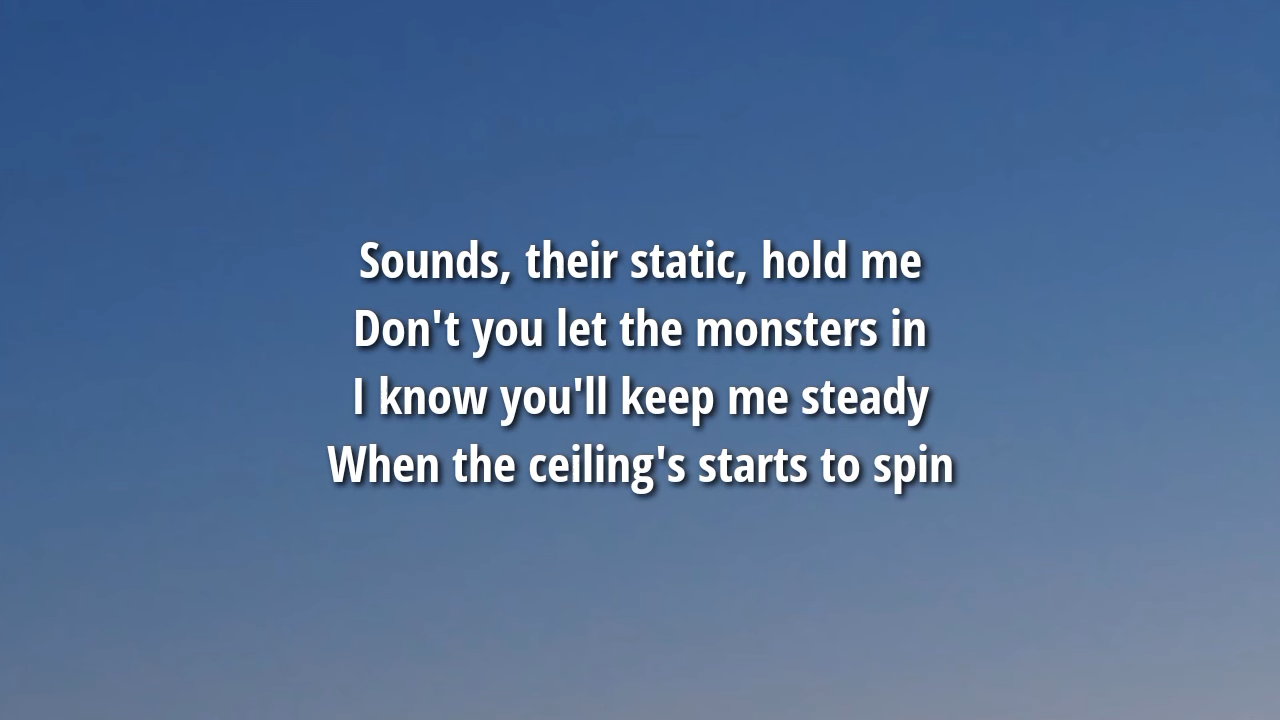 Sounds, their static, hold me
Don't you let the monsters in
I know you'll keep me steady
When the ceiling's starts to spin